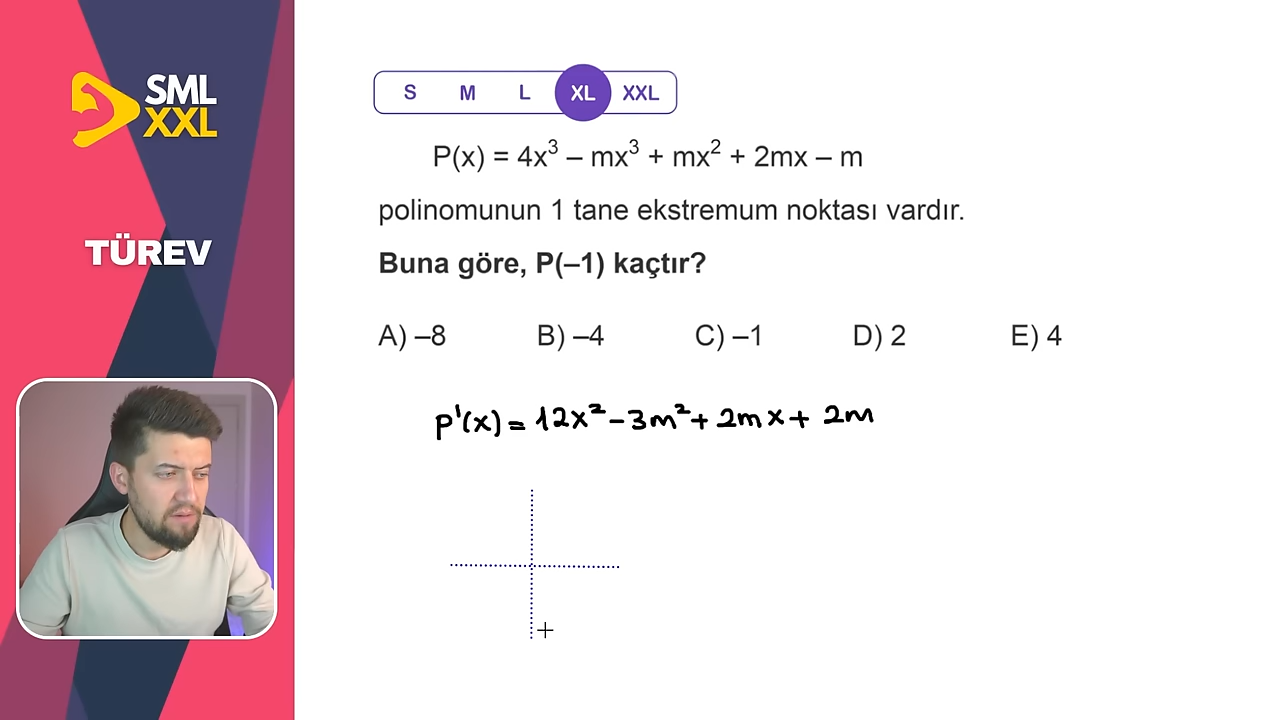 SML
XXL
TÜREV
S M L XL XXL
P(x) = 4x³ – mx³ + mx² + 2mx – m
polinomunun 1 tane ekstremum noktası vardır.
Buna göre, P(–1) kaçtır?
A) –8 B) –4 C) –1 D) 2 E) 4
P'(x) = 12x² – 3m² + 2mx + 2m